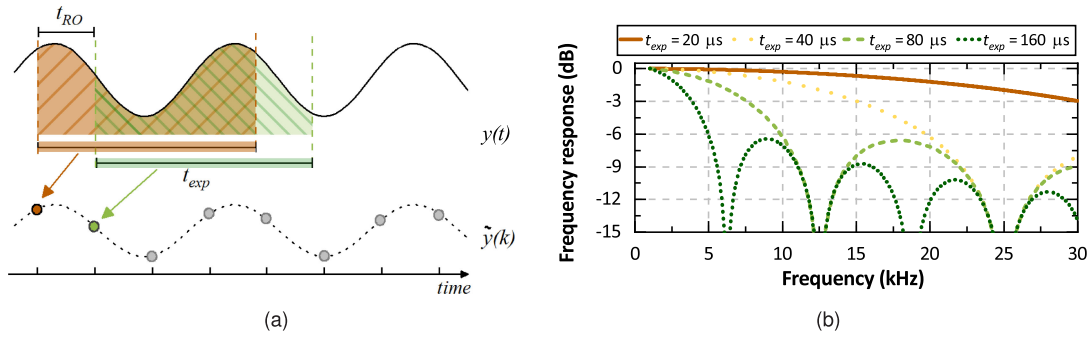 t_RO
y(t)
t_exp
ỹ(k)
time
(a)
t_exp = 20 μs t_exp = 40 μs t_exp = 80 μs t_exp = 160 μs
Frequency response (dB)
0
-3
-6
-9
-12
-15
0 5 10 15 20 25 30
Frequency (kHz)
(b)